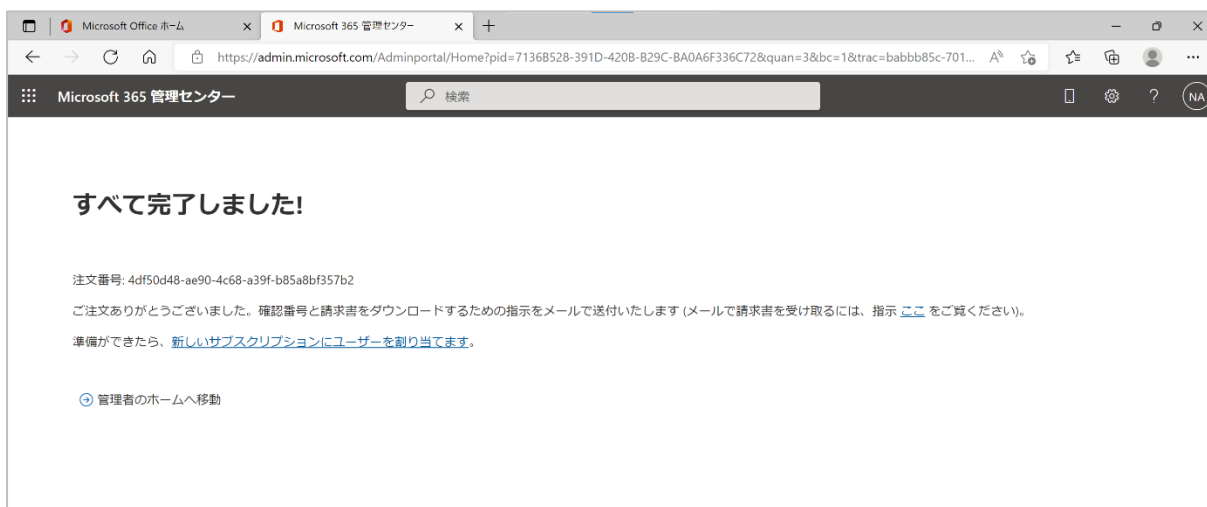 Microsoft Office ホーム
Microsoft 365 管理センター
https://admin.microsoft.com/Adminportal/Home?pid=7136B528-391D-420B-B29C-BA0A6F336C72&quan=3&bc=1&trac=babbb85c-701...
Microsoft 365 管理センター
検索
NA
すべて完了しました!
注文番号: 4df50d48-ae90-4c68-a39f-b85a8bf357b2
ご注文ありがとうございました。確認番号と請求書をダウンロードするための指示をメールで送付いたします (メールで請求書を受け取るには、指示 ここ をご覧ください)。
準備ができたら、新しいサブスクリプションにユーザーを割り当てます。
管理者のホームへ移動